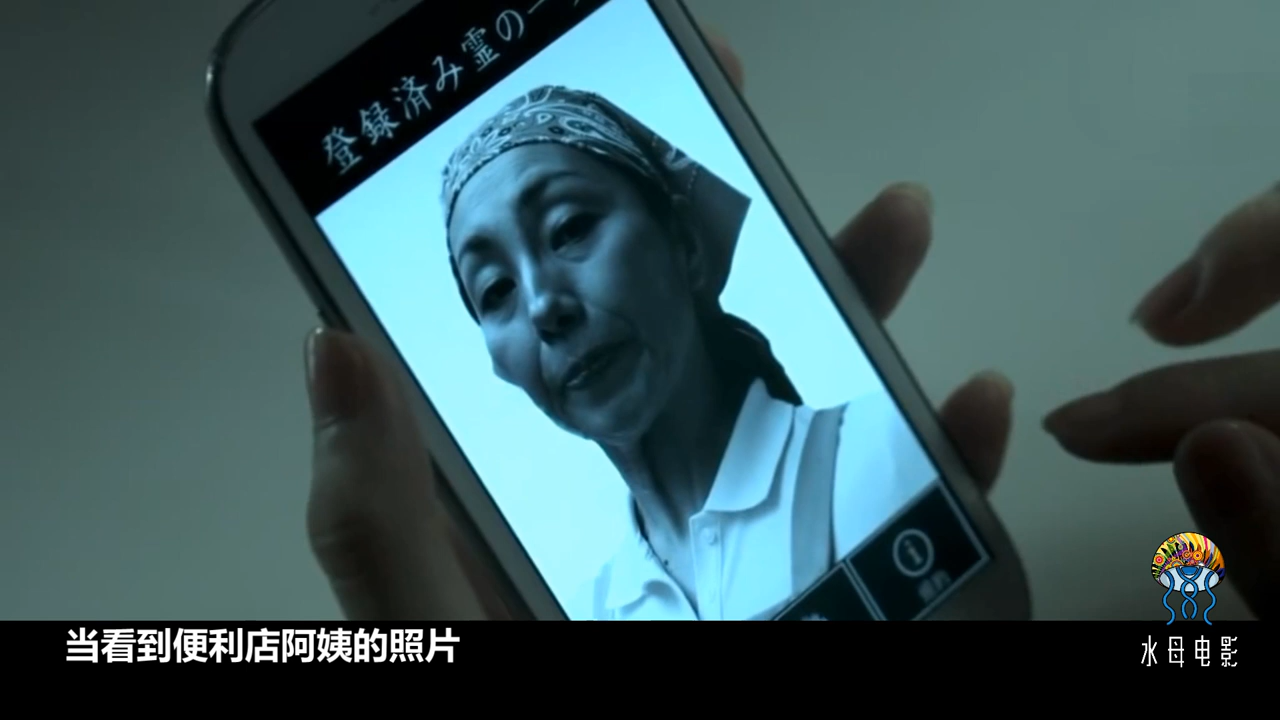 登録済み霊の一
当看到便利店阿姨的照片
水母电影